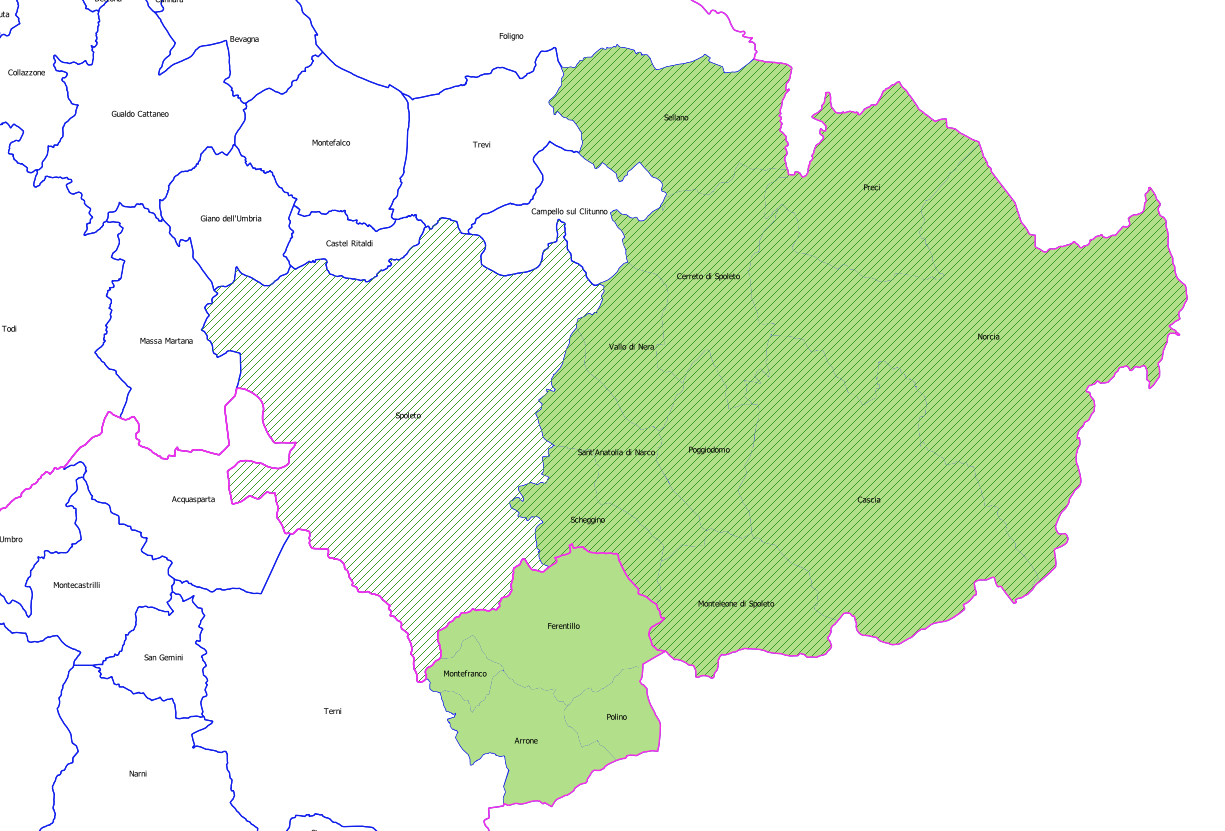 Foligno
Bevagna
Collazzone
Gualdo Cattaneo
Sellano
Montefalco
Trevi
Preci
Campello sul Clitunno
Giano dell'Umbria
Castel Ritaldi
Cerreto di Spoleto
Todi
Massa Martana
Vallo di Nera
Norcia
Spoleto
Sant'Anatolia di Narco
Poggiodomo
Acquasparta
Cascia
Scheggino
Umbro
Montecastrilli
Monteleone di Spoleto
Ferentillo
San Gemini
Montefranco
Terni
Polino
Arrone
Narni